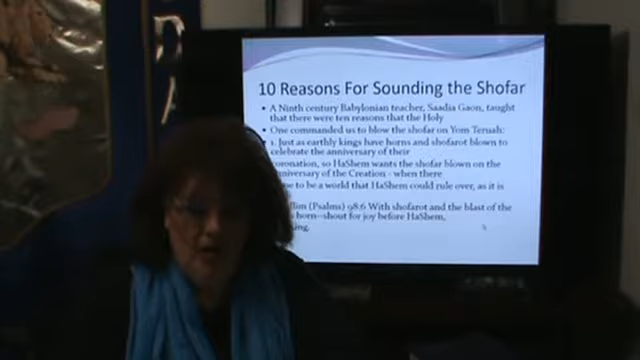 10 Reasons For Sounding the Shofar
• A Ninth century Babylonian teacher, Saadia Gaon, taught
that there were ten reasons that the Holy
• One commanded us to blow the shofar on Yom Teruah:
1. Just as earthly kings have horns and shofarot blown to
celebrate the anniversary of their
coronation, so HaShem wants the shofar blown on the
anniversary of the Creation - when there
to be a world that HaShem could rule over, as it is
(Psalms) 98:6 With shofarot and the blast of the
horn--shout for joy before HaShem,